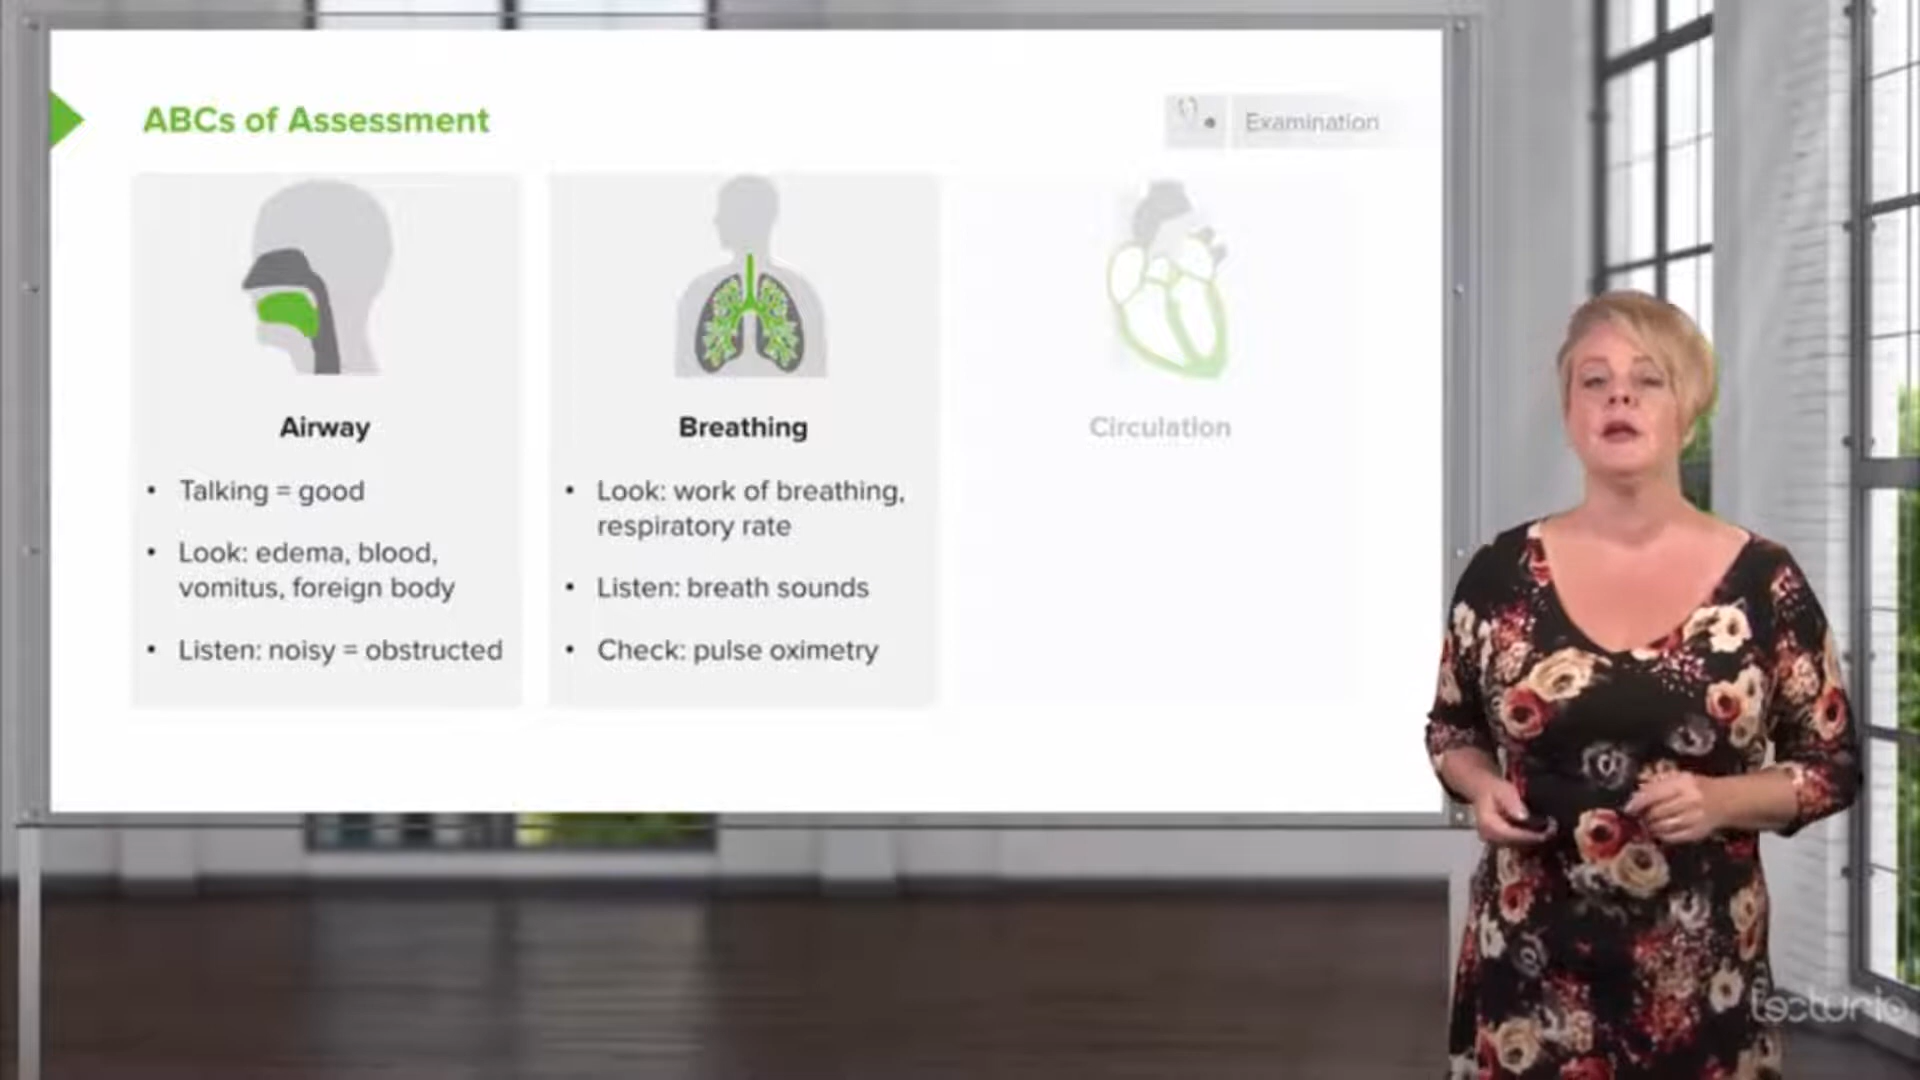 ABCs of Assessment
Examination
Airway
• Talking = good
• Look: edema, blood,
vomitus, foreign body
• Listen: noisy = obstructed
Breathing
• Look: work of breathing,
respiratory rate
• Listen: breath sounds
• Check: pulse oximetry
Circulation
lecturio